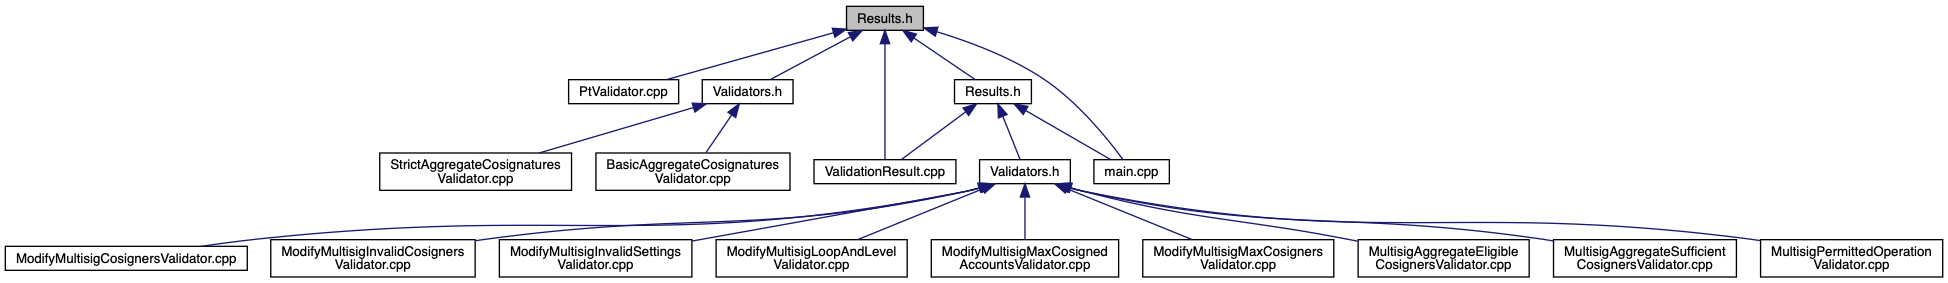 Results.h
PtValidator.cpp
Validators.h
Results.h
StrictAggregateCosignatures
Validator.cpp
BasicAggregateCosignatures
Validator.cpp
ValidationResult.cpp
Validators.h
main.cpp
ModifyMultisigCosignersValidator.cpp
ModifyMultisigInvalidCosigners
Validator.cpp
ModifyMultisigInvalidSettings
Validator.cpp
ModifyMultisigLoopAndLevel
Validator.cpp
ModifyMultisigMaxCosigned
AccountsValidator.cpp
ModifyMultisigMaxCosigners
Validator.cpp
MultisigAggregateEligible
CosignersValidator.cpp
MultisigAggregateSufficient
CosignersValidator.cpp
MultisigPermittedOperation
Validator.cpp